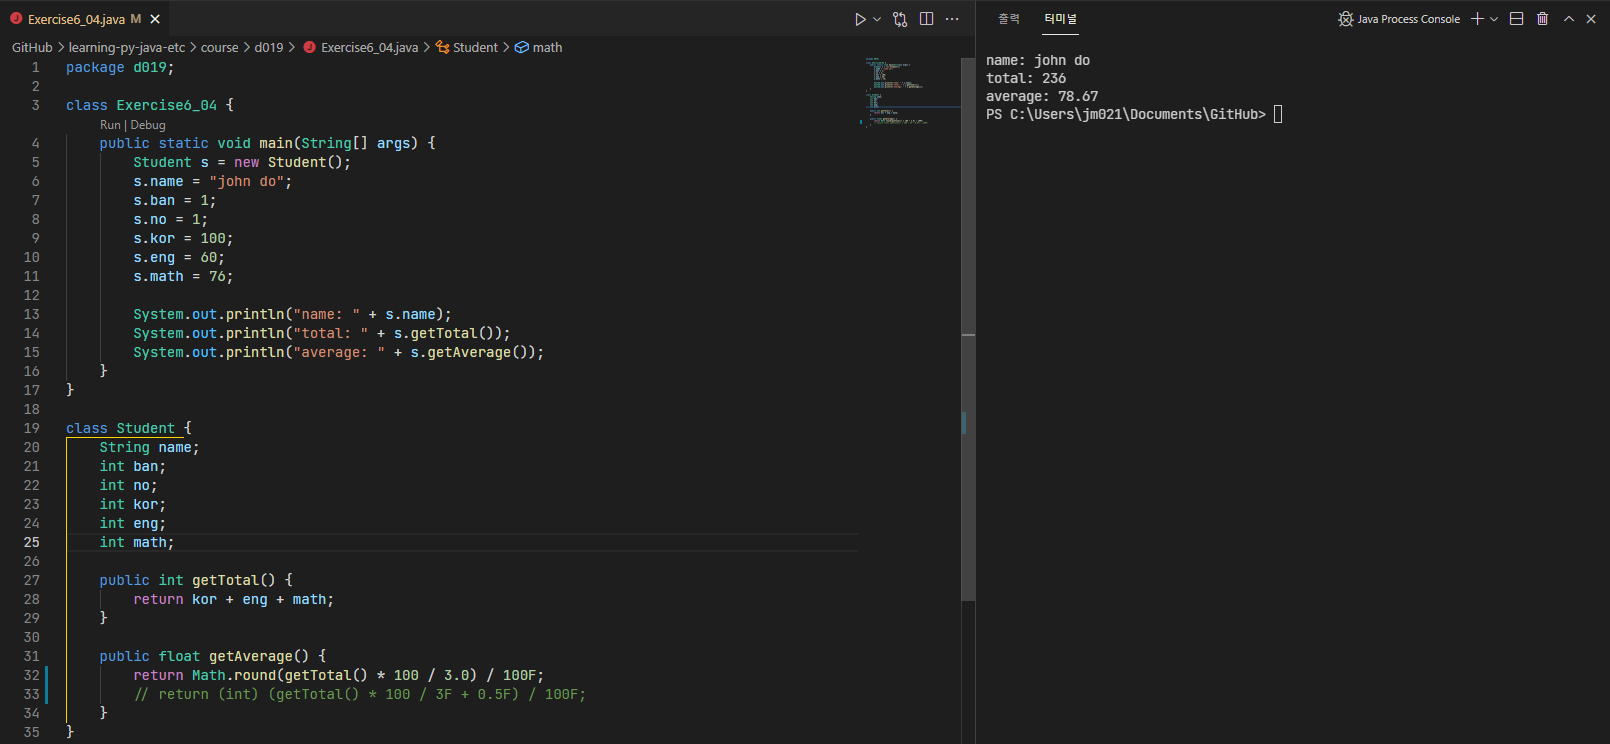 Exercise6_04.java M
GitHub > learning-py-java-etc > course > d019 > Exercise6_04.java > Student > math
1 package d019;
2
3 class Exercise6_04 {
Run | Debug
4 public static void main(String[] args) {
5 Student s = new Student();
6 s.name = "john do";
7 s.ban = 1;
8 s.no = 1;
9 s.kor = 100;
10 s.eng = 60;
11 s.math = 76;
12
13 System.out.println("name: " + s.name);
14 System.out.println("total: " + s.getTotal());
15 System.out.println("average: " + s.getAverage());
16 }
17 }
18
19 class Student {
20 String name;
21 int ban;
22 int no;
23 int kor;
24 int eng;
25 int math;
26
27 public int getTotal() {
28 return kor + eng + math;
29 }
30
31 public float getAverage() {
32 return Math.round(getTotal() * 100 / 3.0) / 100F;
33 // return (int) (getTotal() * 100 / 3F + 0.5F) / 100F;
34 }
35 }
출력 터미널 Java Process Console
name: john do
total: 236
average: 78.67
PS C:\Users\jm021\Documents\GitHub>